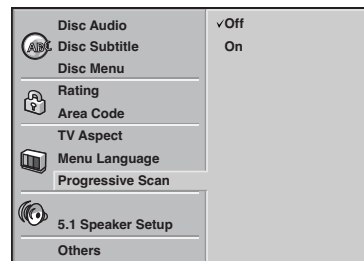 Disc Audio
Disc Subtitle
Disc Menu
Rating
Area Code
TV Aspect
Menu Language
Progressive Scan
5.1 Speaker Setup
Others
✓Off
On
ABC